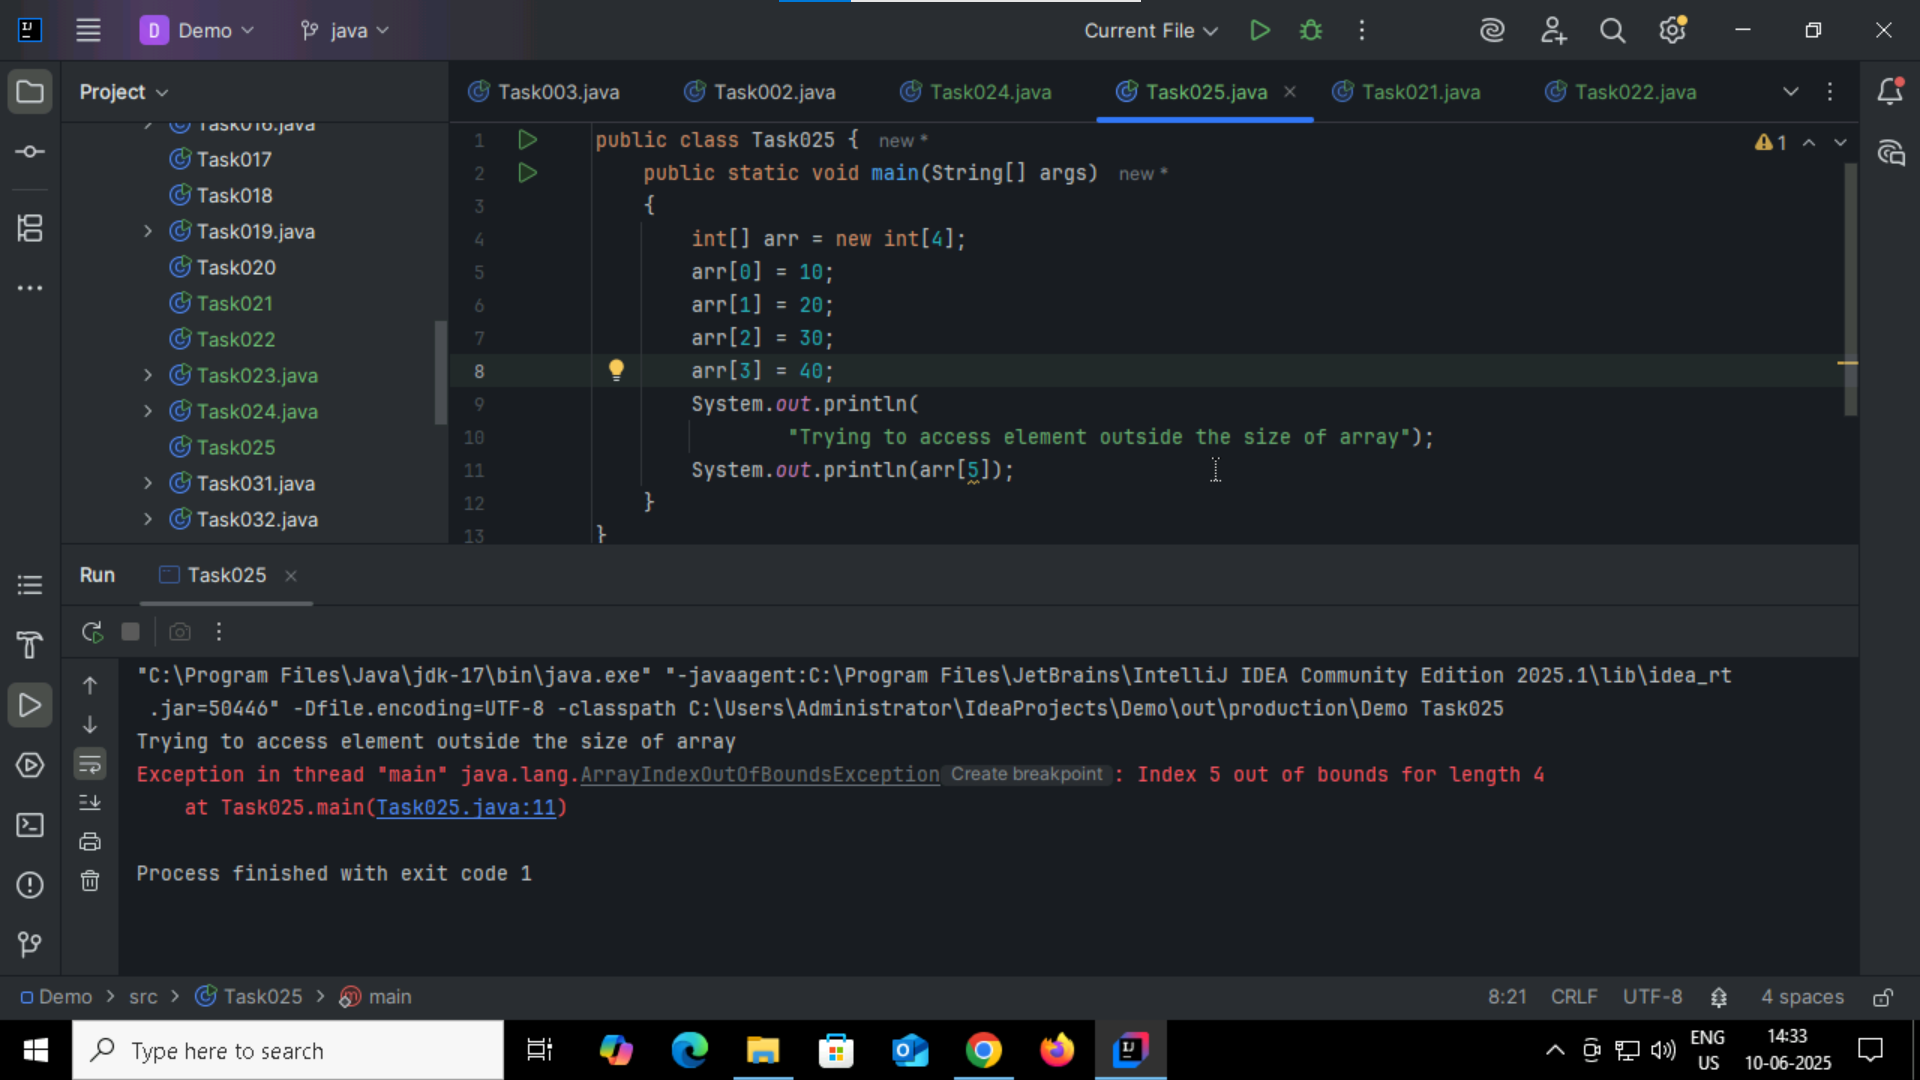 Demo
java
Current File
Project
Task003.java
Task002.java
Task024.java
Task025.java
Task021.java
Task022.java
Task016.java
Task017
Task018
Task019.java
Task020
Task021
Task022
Task023.java
Task024.java
Task025
Task031.java
Task032.java
1 public class Task025 { new *
2 public static void main(String[] args) new *
3 {
4 int[] arr = new int[4];
5 arr[0] = 10;
6 arr[1] = 20;
7 arr[2] = 30;
8 arr[3] = 40;
9 System.out.println(
10 "Trying to access element outside the size of array");
11 System.out.println(arr[5]);
12 }
13 }
1
Run
Task025
"C:\Program Files\Java\jdk-17\bin\java.exe" "-javaagent:C:\Program Files\JetBrains\IntelliJ IDEA Community Edition 2025.1\lib\idea_rt
.jar=50446" -Dfile.encoding=UTF-8 -classpath C:\Users\Administrator\IdeaProjects\Demo\out\production\Demo Task025
Trying to access element outside the size of array
Exception in thread "main" java.lang.ArrayIndexOutOfBoundsException Create breakpoint : Index 5 out of bounds for length 4
at Task025.main(Task025.java:11)
Process finished with exit code 1
Demo > src > Task025 > main
8:21 CRLF UTF-8 4 spaces
Type here to search
ENG
US
14:33
10-06-2025